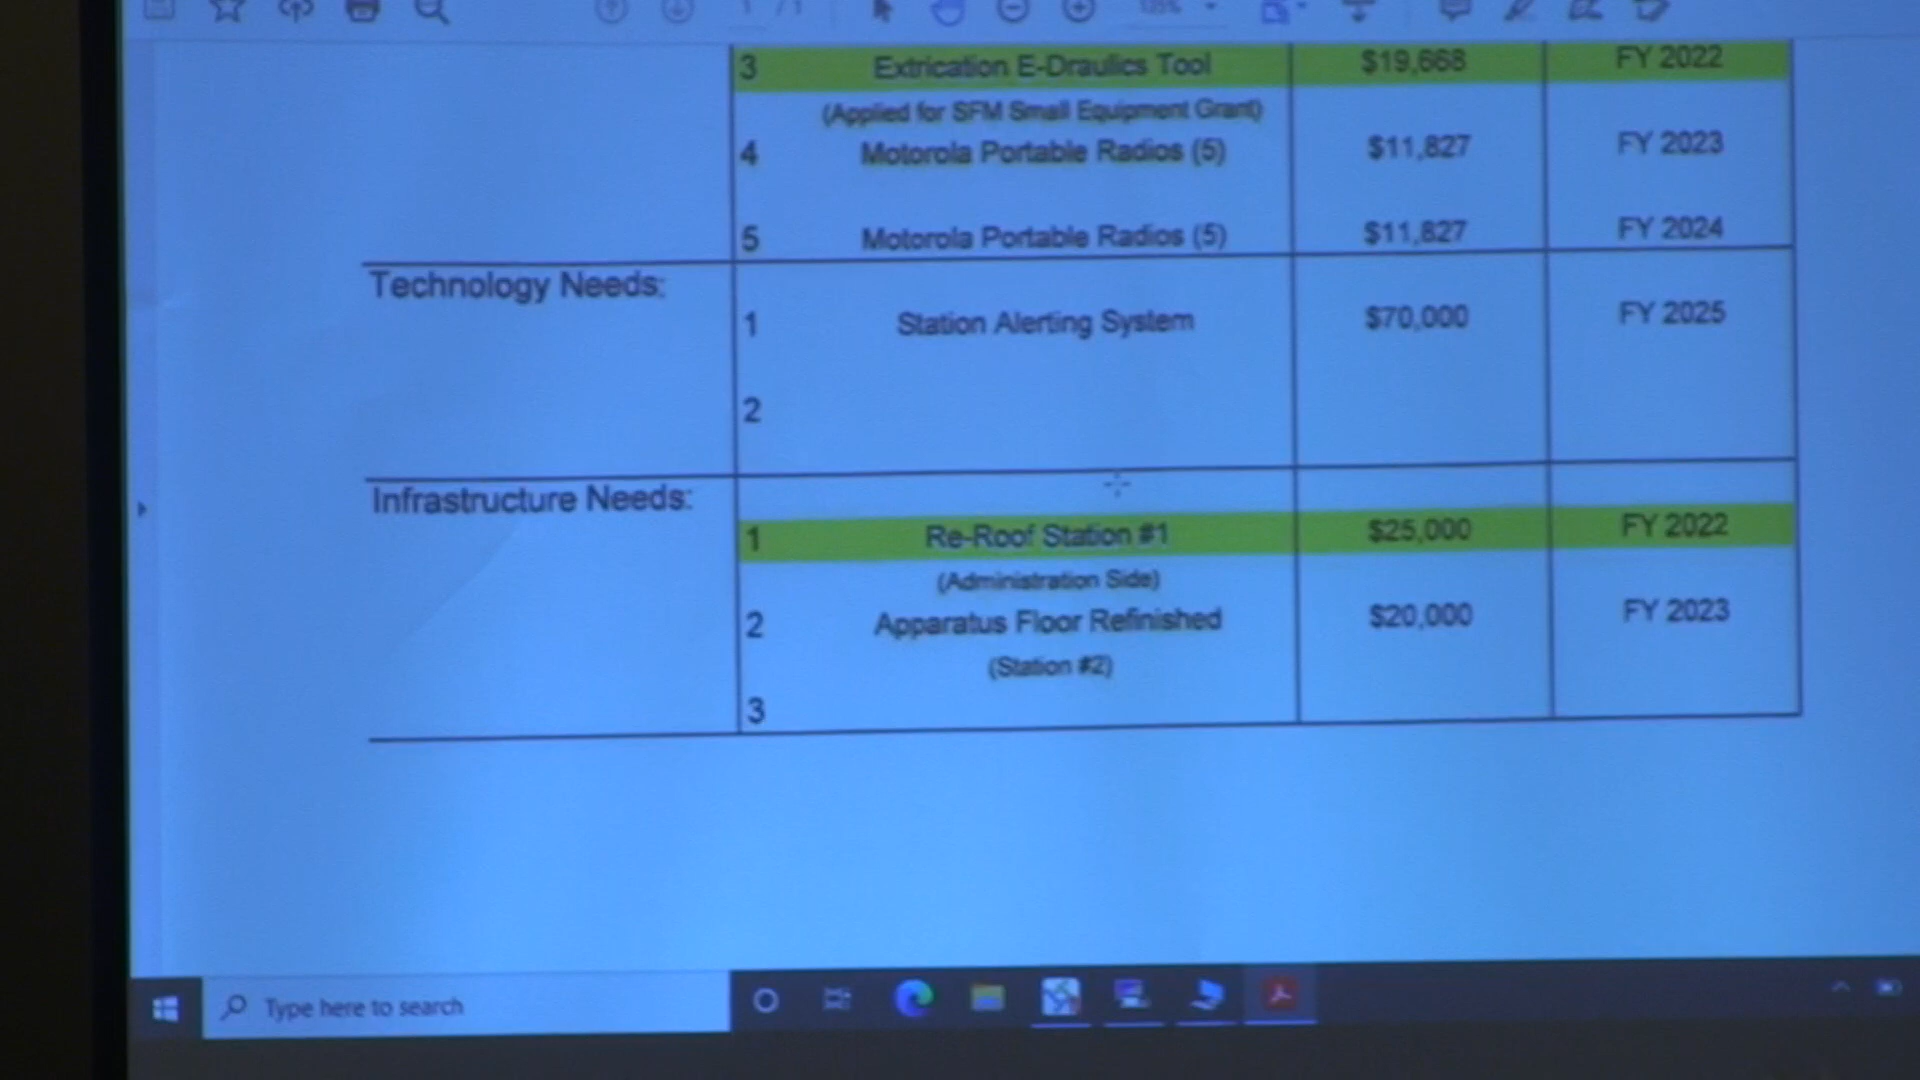 1 / 1
135%
3 Extrication E-Draulics Tool $19,668 FY 2022
(Applied for SFM Small Equipment Grant)
4 Motorola Portable Radios (5) $11,827 FY 2023
5 Motorola Portable Radios (5) $11,827 FY 2024
Technology Needs:
1 Station Alerting System $70,000 FY 2025
2
Infrastructure Needs:
1 Re-Roof Station #1 $25,000 FY 2022
(Administration Side)
2 Apparatus Floor Refinished $20,000 FY 2023
(Station #2)
3
Type here to search